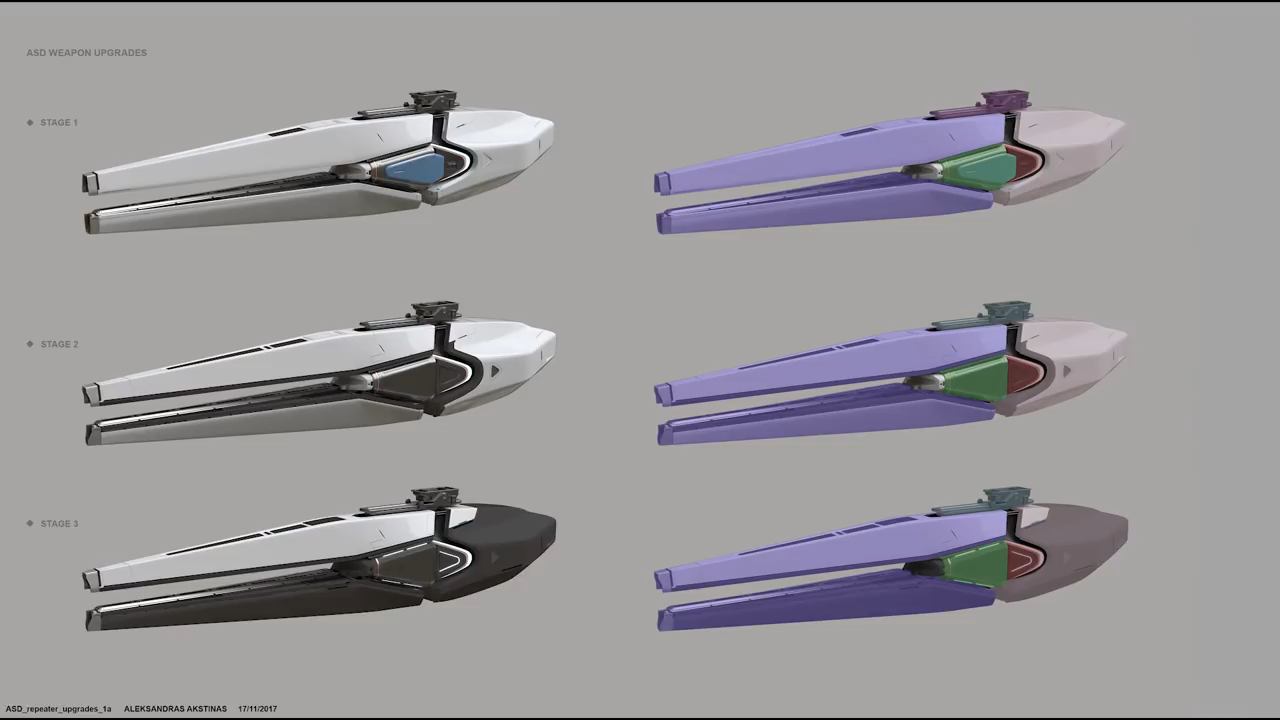 ASD WEAPON UPGRADES
STAGE 1
STAGE 2
STAGE 3
ASD_repeater_upgrades_1a ALEKSANDRAS AKSTINAS 17/11/2017